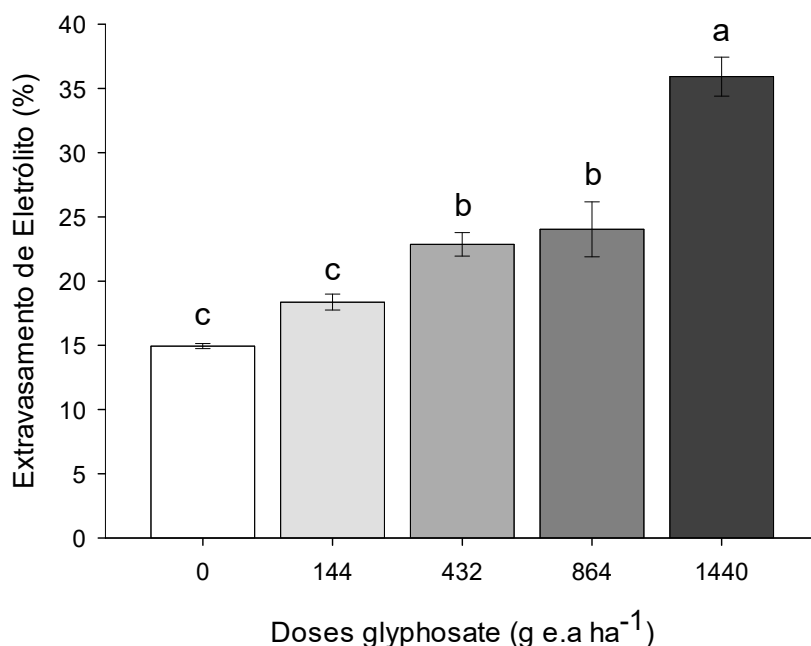 Extravasamento de Eletrólito (%)
40
35
30
25
20
15
10
5
0
c
c
b
b
a
0 144 432 864 1440
Doses glyphosate (g e.a ha⁻¹)